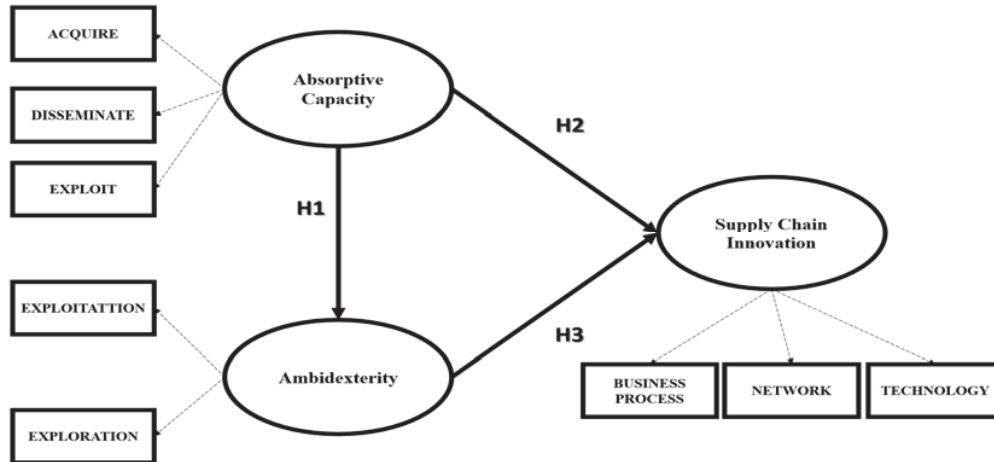 ACQUIRE
DISSEMINATE
EXPLOIT
Absorptive
Capacity
H1
H2
H3
Supply Chain
Innovation
EXPLOITATTION
EXPLORATION
Ambidexterity
BUSINESS
PROCESS
NETWORK
TECHNOLOGY